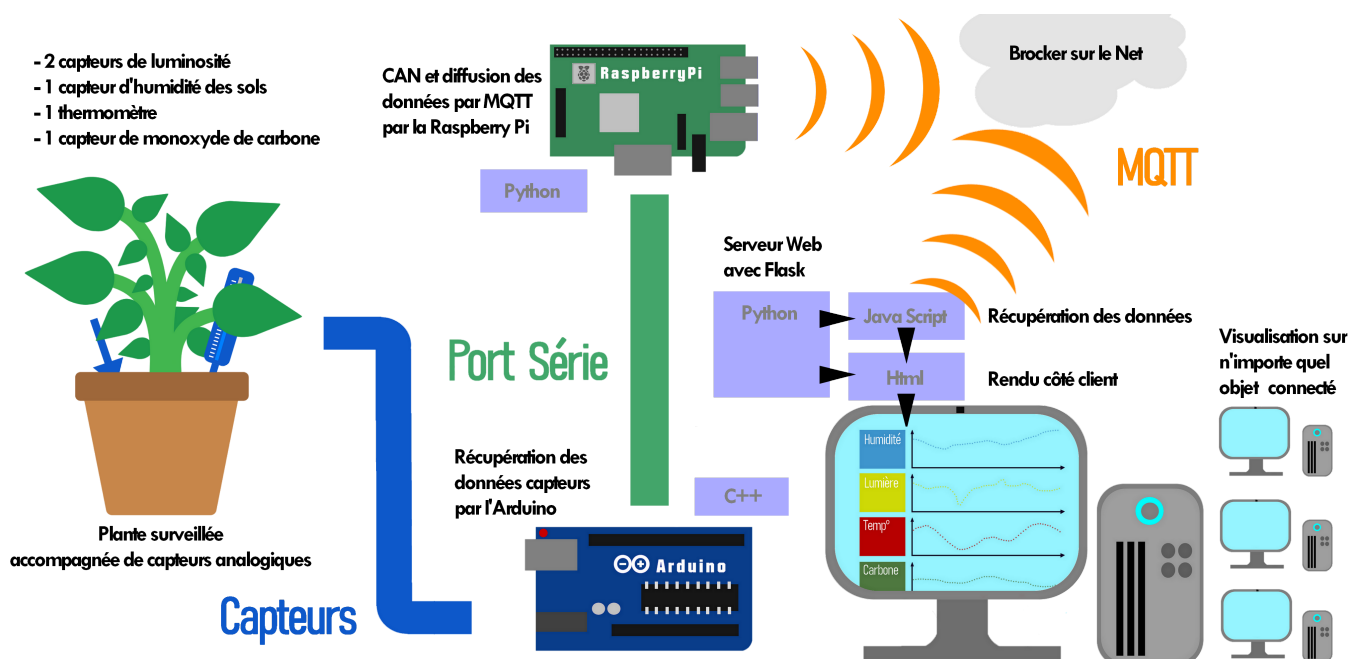 - 2 capteurs de luminosité
- 1 capteur d'humidité des sols
- 1 thermomètre
- 1 capteur de monoxyde de carbone
CAN et diffusion des
données par MQTT
par la Raspberry Pi
RaspberryPi
Brocker sur le Net
MQTT
Python
Serveur Web
avec Flask
Python
Java Script
Récupération des données
Html
Rendu côté client
Visualisation sur
n'importe quel
objet connecté
Port Série
Récupération des
données capteurs
par l'Arduino
C++
Arduino
Humidité
Lumière
Temp°
Carbone
Plante surveillée
accompagnée de capteurs analogiques
Capteurs